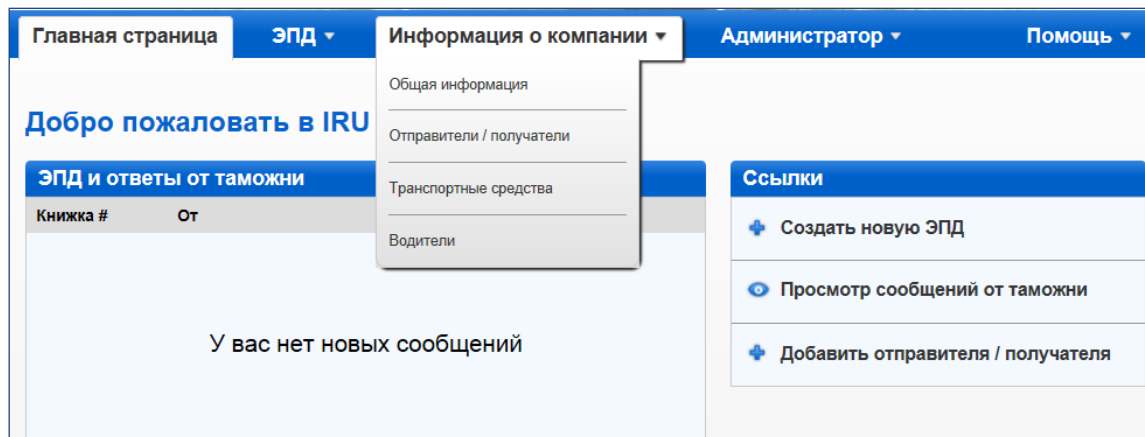 Главная страница
ЭПД
Информация о компании
Администратор
Помощь
Общая информация
Отправители / получатели
Транспортные средства
Водители
Добро пожаловать в IRU
ЭПД и ответы от таможни
Книжка #
От
У вас нет новых сообщений
Ссылки
Создать новую ЭПД
Просмотр сообщений от таможни
Добавить отправителя / получателя